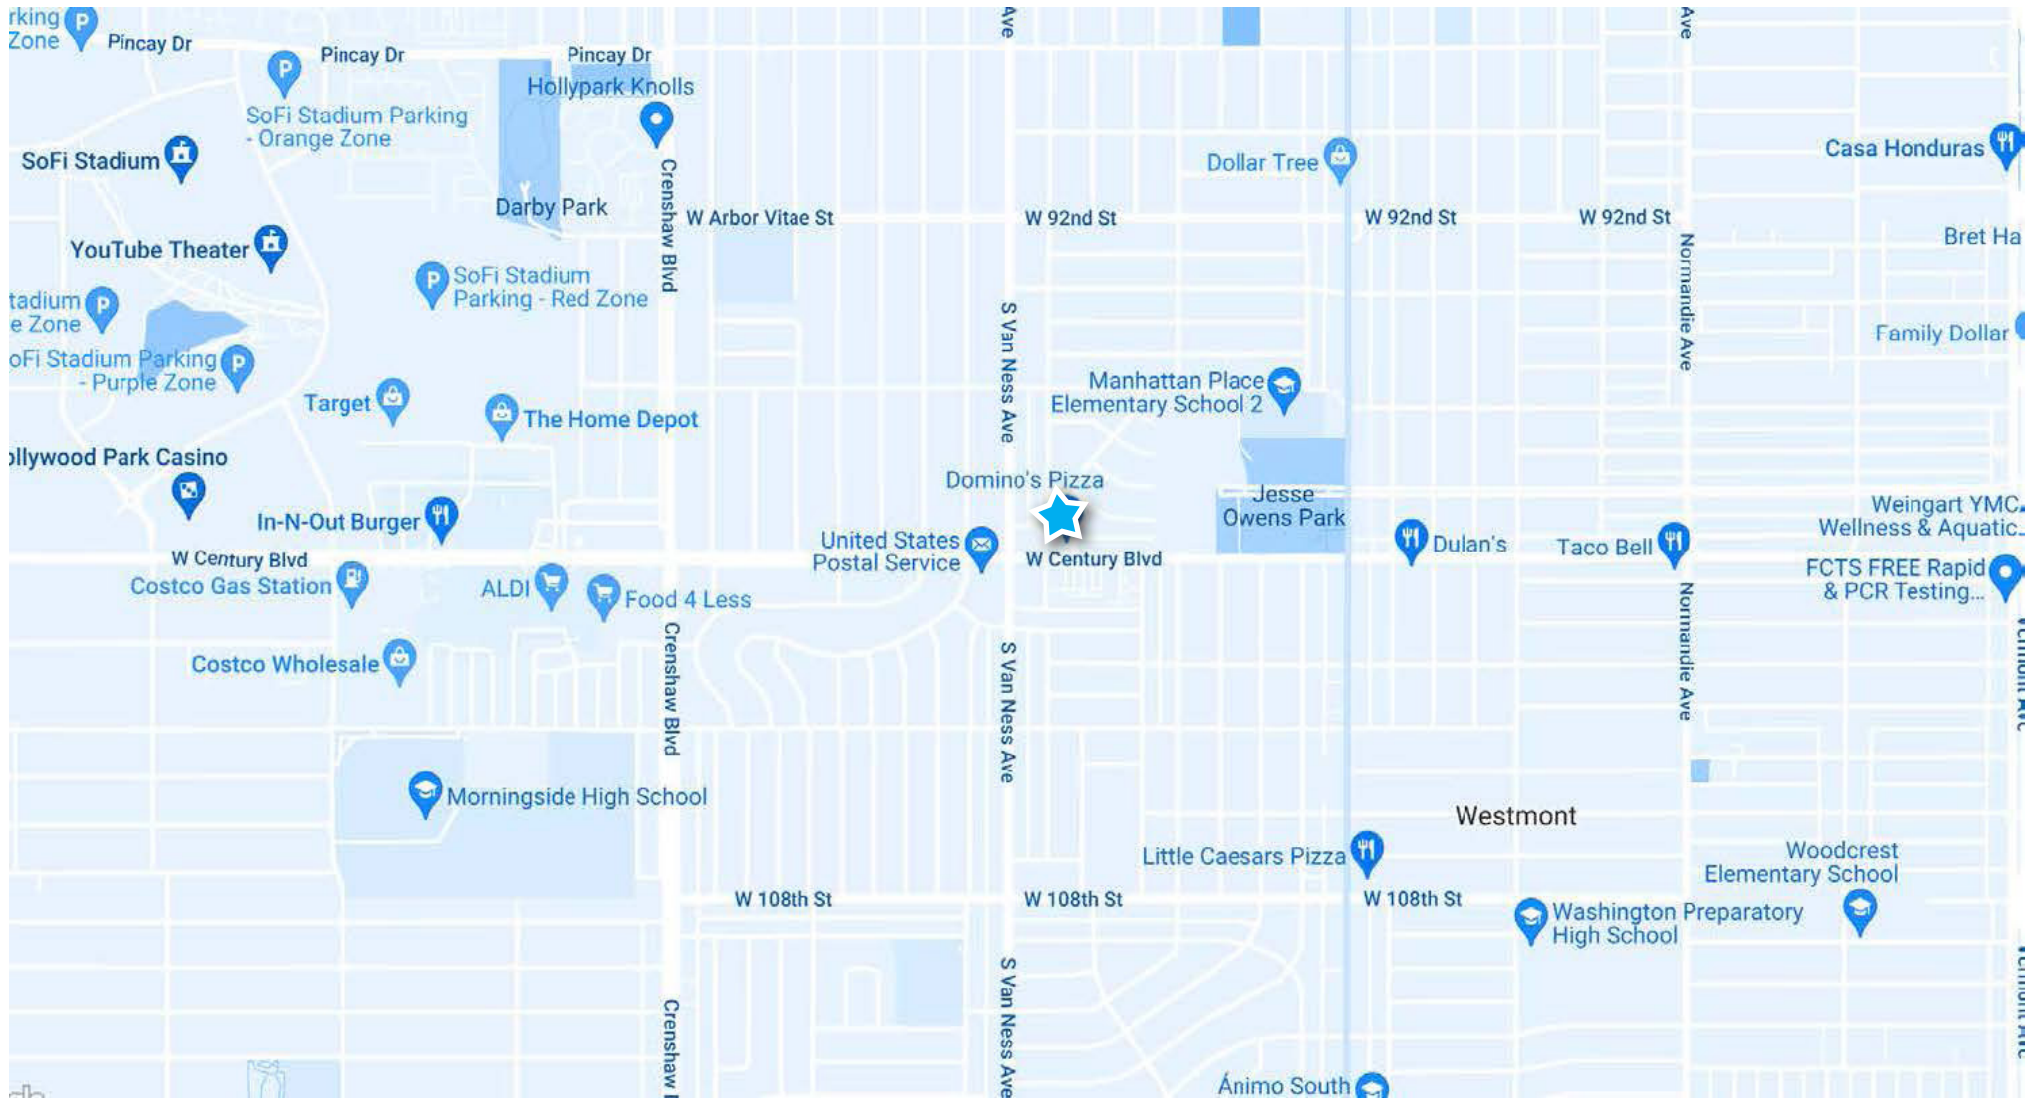 rking
Zone
Pincay Dr
Pincay Dr
Pincay Dr
Ave
Ave
Hollypark Knolls
SoFi Stadium Parking
- Orange Zone
SoFi Stadium
Casa Honduras
Dollar Tree
Crenshaw Blvd
Darby Park
W Arbor Vitae St
W 92nd St
W 92nd St
W 92nd St
YouTube Theater
Bret Ha
Normandie Ave
SoFi Stadium
Parking - Red Zone
tadium
e Zone
S Van Ness Ave
Family Dollar
oFi Stadium Parking
- Purple Zone
Manhattan Place
Elementary School 2
Target
The Home Depot
ollywood Park Casino
Domino's Pizza
Jesse
Owens Park
Weingart YMC
Wellness & Aquatic...
In-N-Out Burger
United States
Postal Service
Dulan's
Taco Bell
W Century Blvd
W Century Blvd
FCTS FREE Rapid
& PCR Testing...
Costco Gas Station
ALDI
Food 4 Less
Normandie Ave
Crenshaw Blvd
S Van Ness Ave
Vermont Ave
Costco Wholesale
Morningside High School
Westmont
Little Caesars Pizza
Woodcrest
Elementary School
W 108th St
W 108th St
W 108th St
Washington Preparatory
High School
S Van Ness Ave
Vermont Ave
Crenshaw
Ánimo South